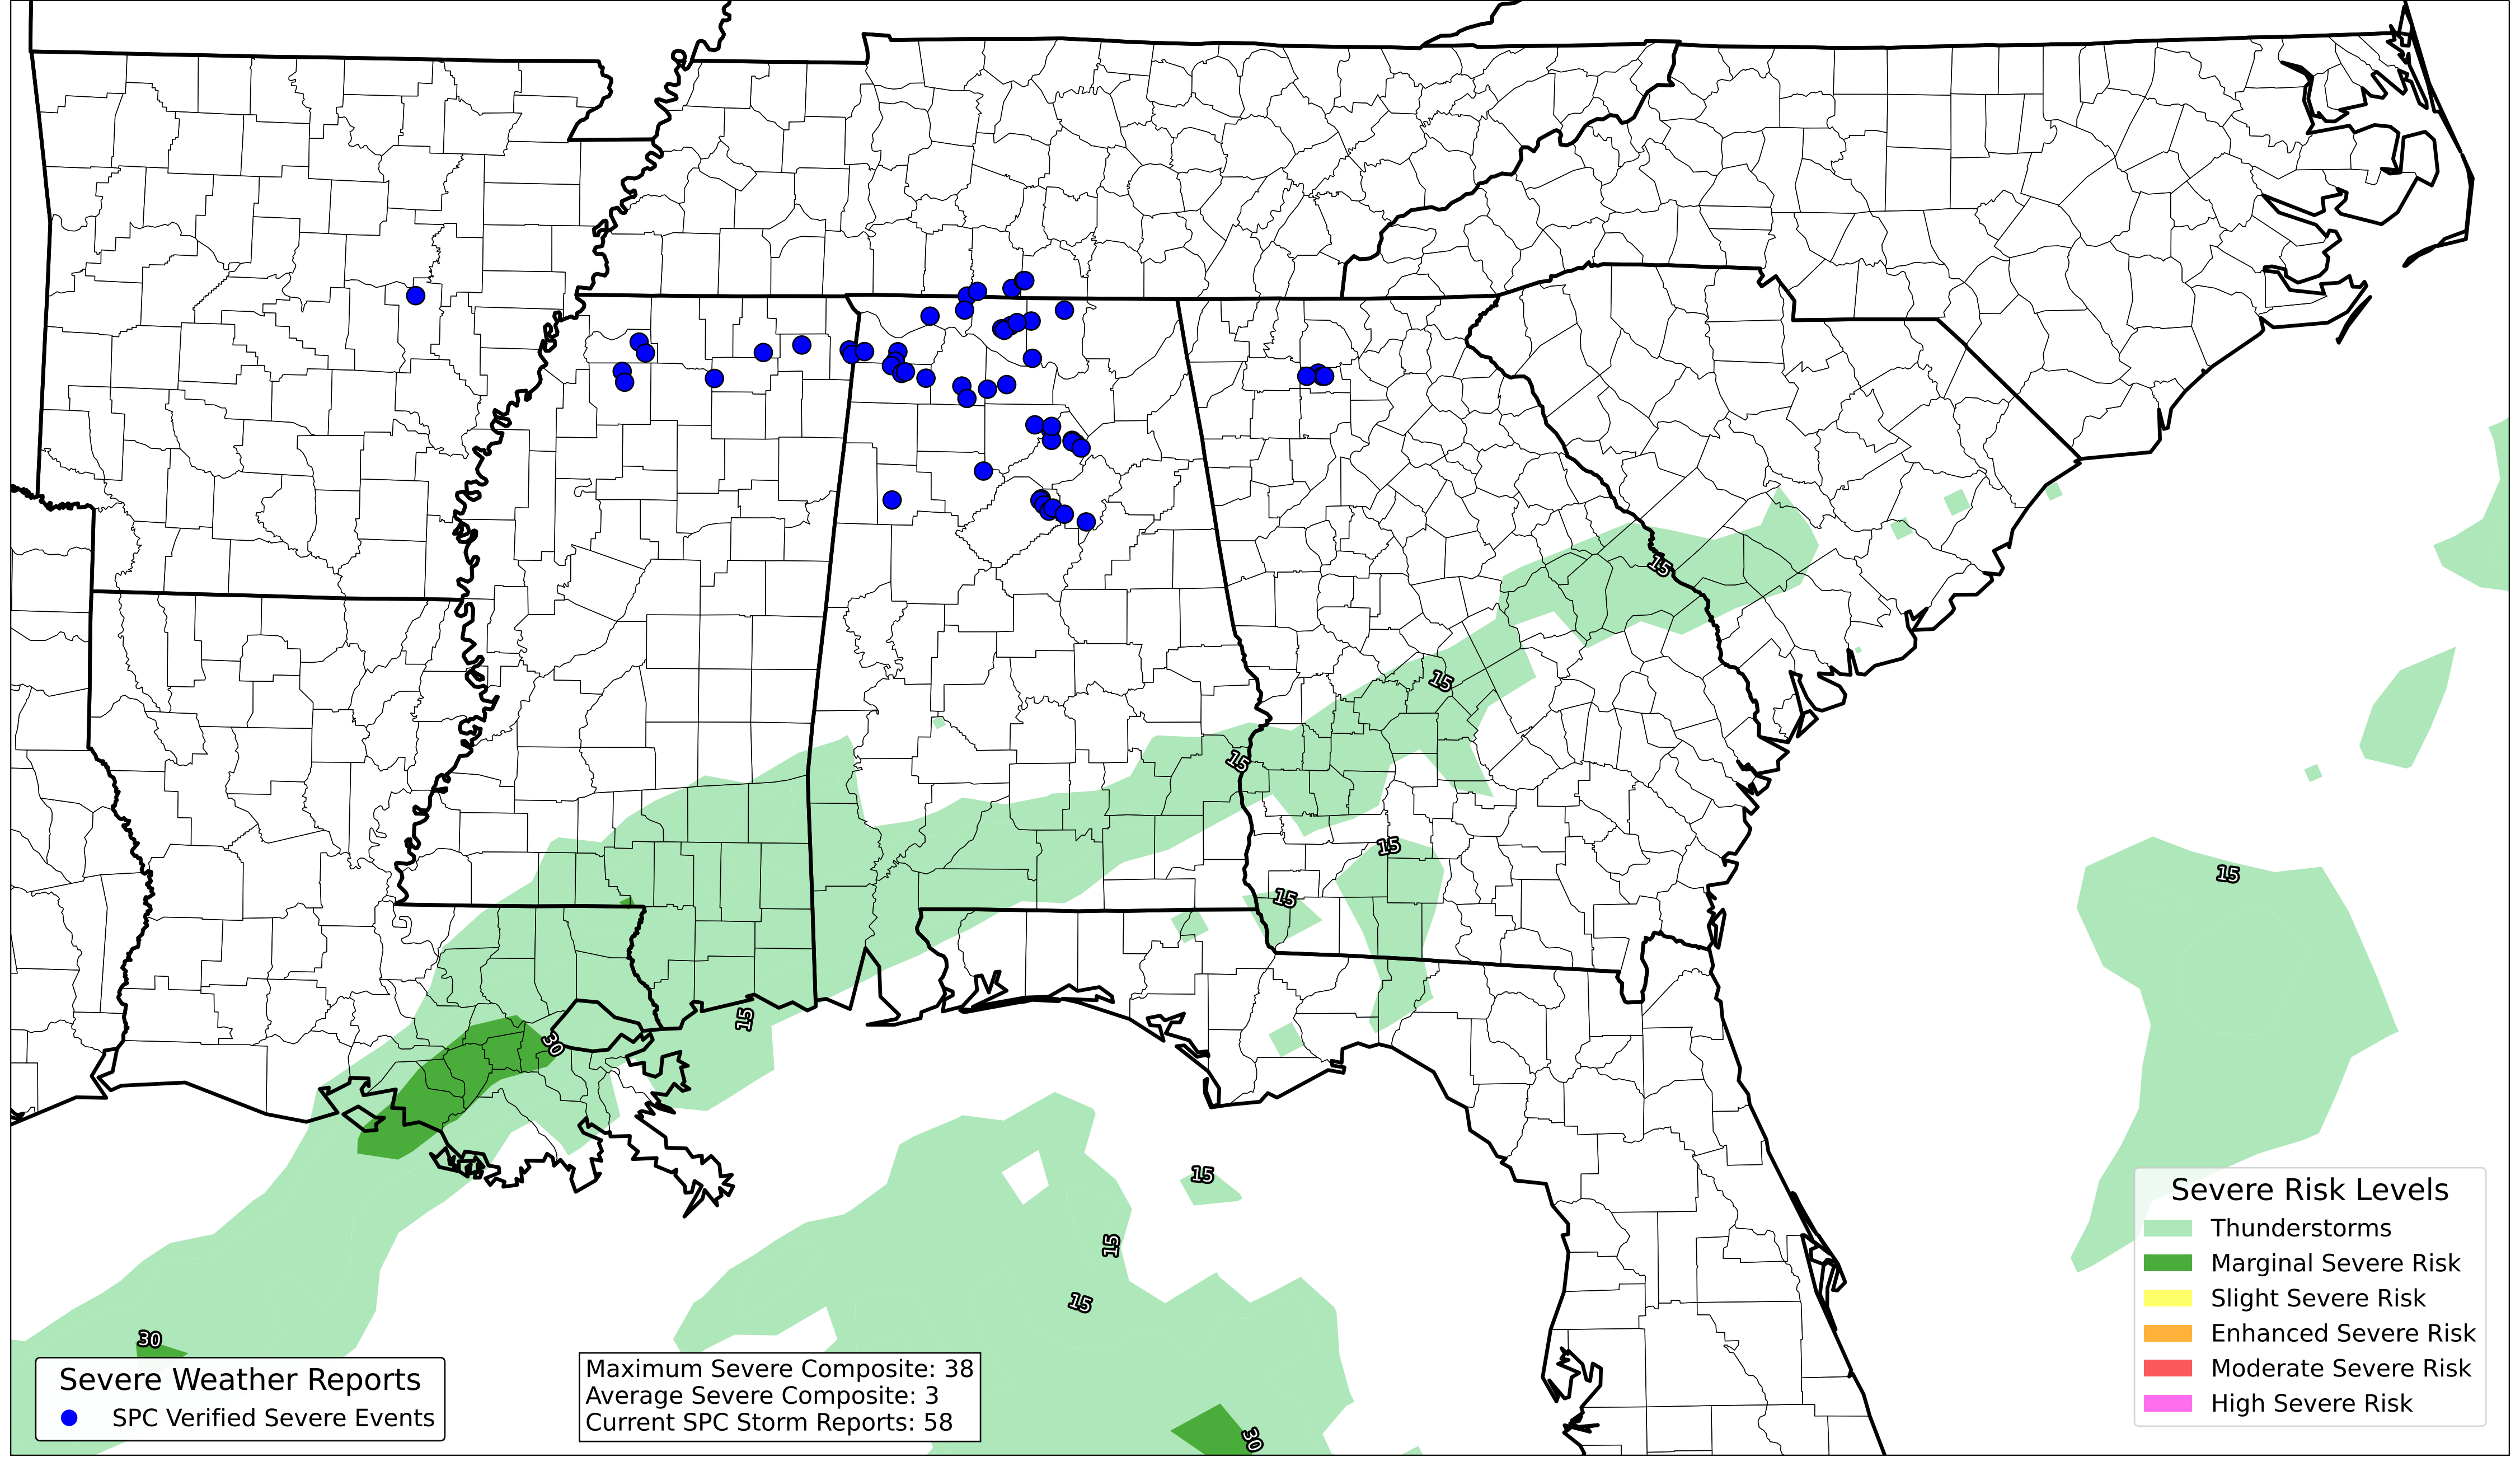 15
15
15
15
15
15
15
30
15
15
15
30
30
Severe Weather Reports
SPC Verified Severe Events
Maximum Severe Composite: 38
Average Severe Composite: 3
Current SPC Storm Reports: 58
Severe Risk Levels
Thunderstorms
Marginal Severe Risk
Slight Severe Risk
Enhanced Severe Risk
Moderate Severe Risk
High Severe Risk